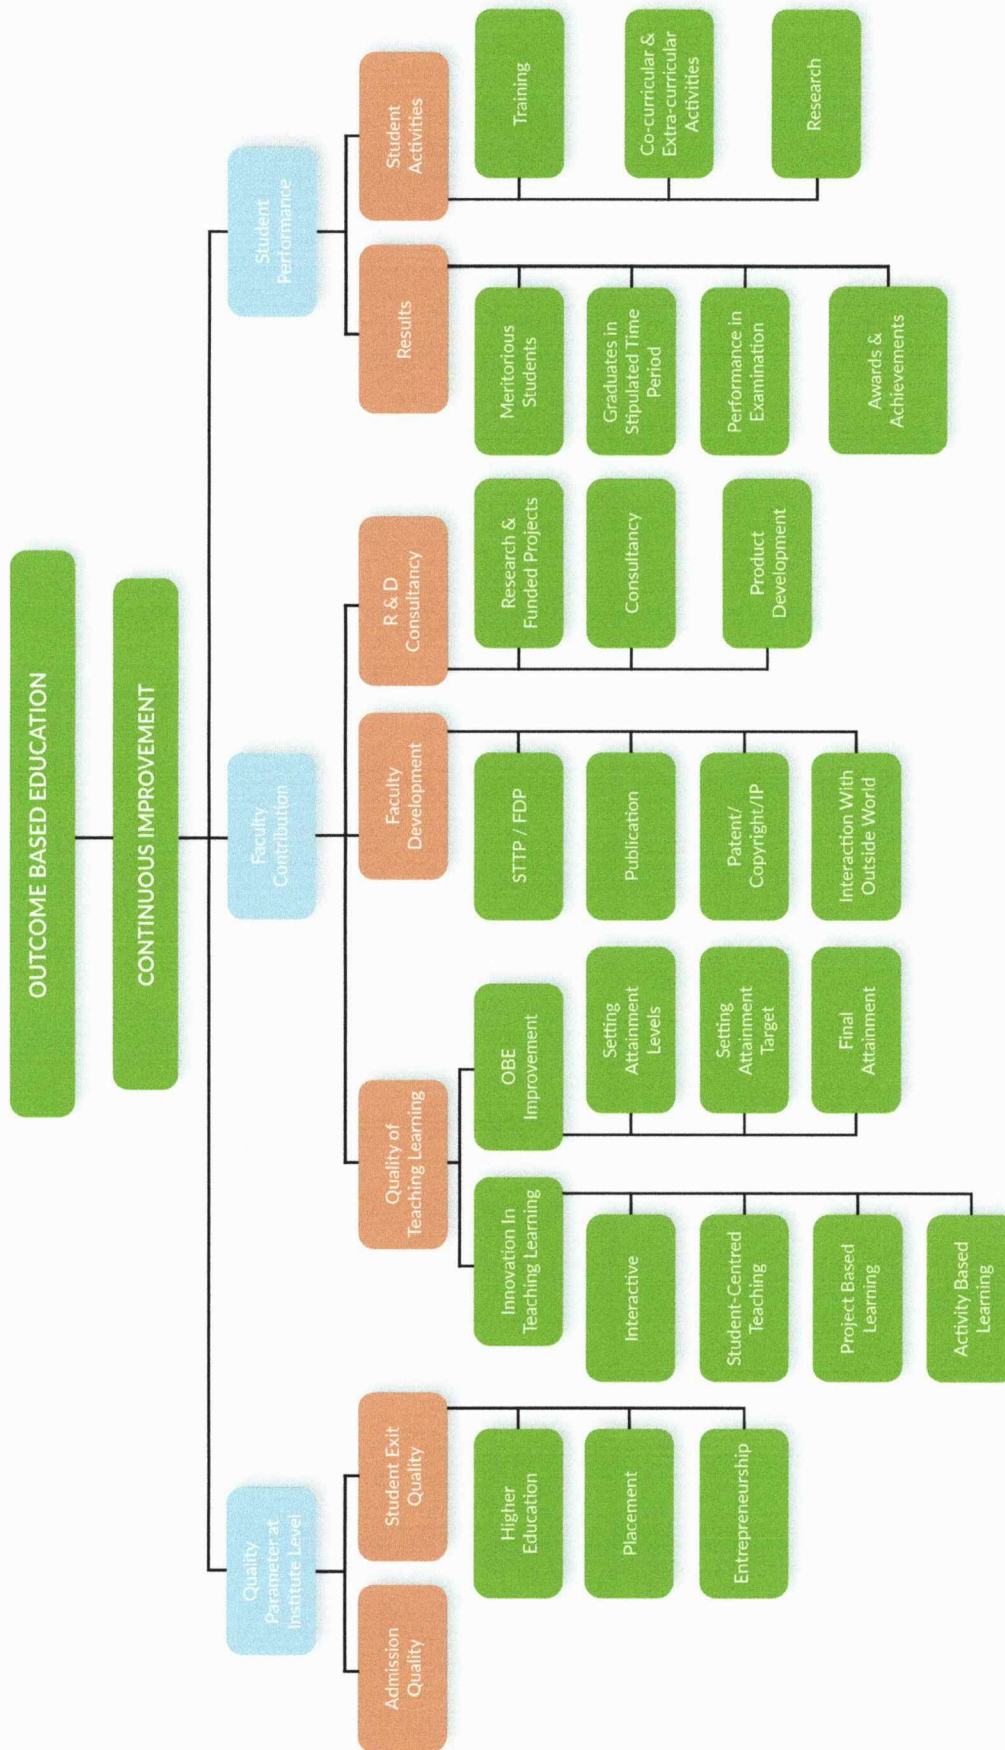 OUTCOME BASED EDUCATION
CONTINUOUS IMPROVEMENT
Quality
Parameter at
Institute Level
Faculty
Contribution
Student
Performance
Admission
Quality
Student Exit
Quality
Quality of
Teaching Learning
Faculty
Development
R & D
Consultancy
Results
Student
Activities
Higher
Education
Placement
Entrepreneurship
Innovation In
Teaching Learning
Interactive
Student-Centred
Teaching
Project Based
Learning
Activity Based
Learning
OBE
Improvement
Setting
Attainment
Levels
Setting
Attainment
Target
Final
Attainment
STTP / FDP
Publication
Patent/
Copyright/IP
Interaction With
Outside World
Research &
Funded Projects
Consultancy
Product
Development
Meritorious
Students
Graduates in
Stipulated Time
Period
Performance in
Examination
Awards &
Achievements
Training
Co-curricular &
Extra-curricular
Activities
Research